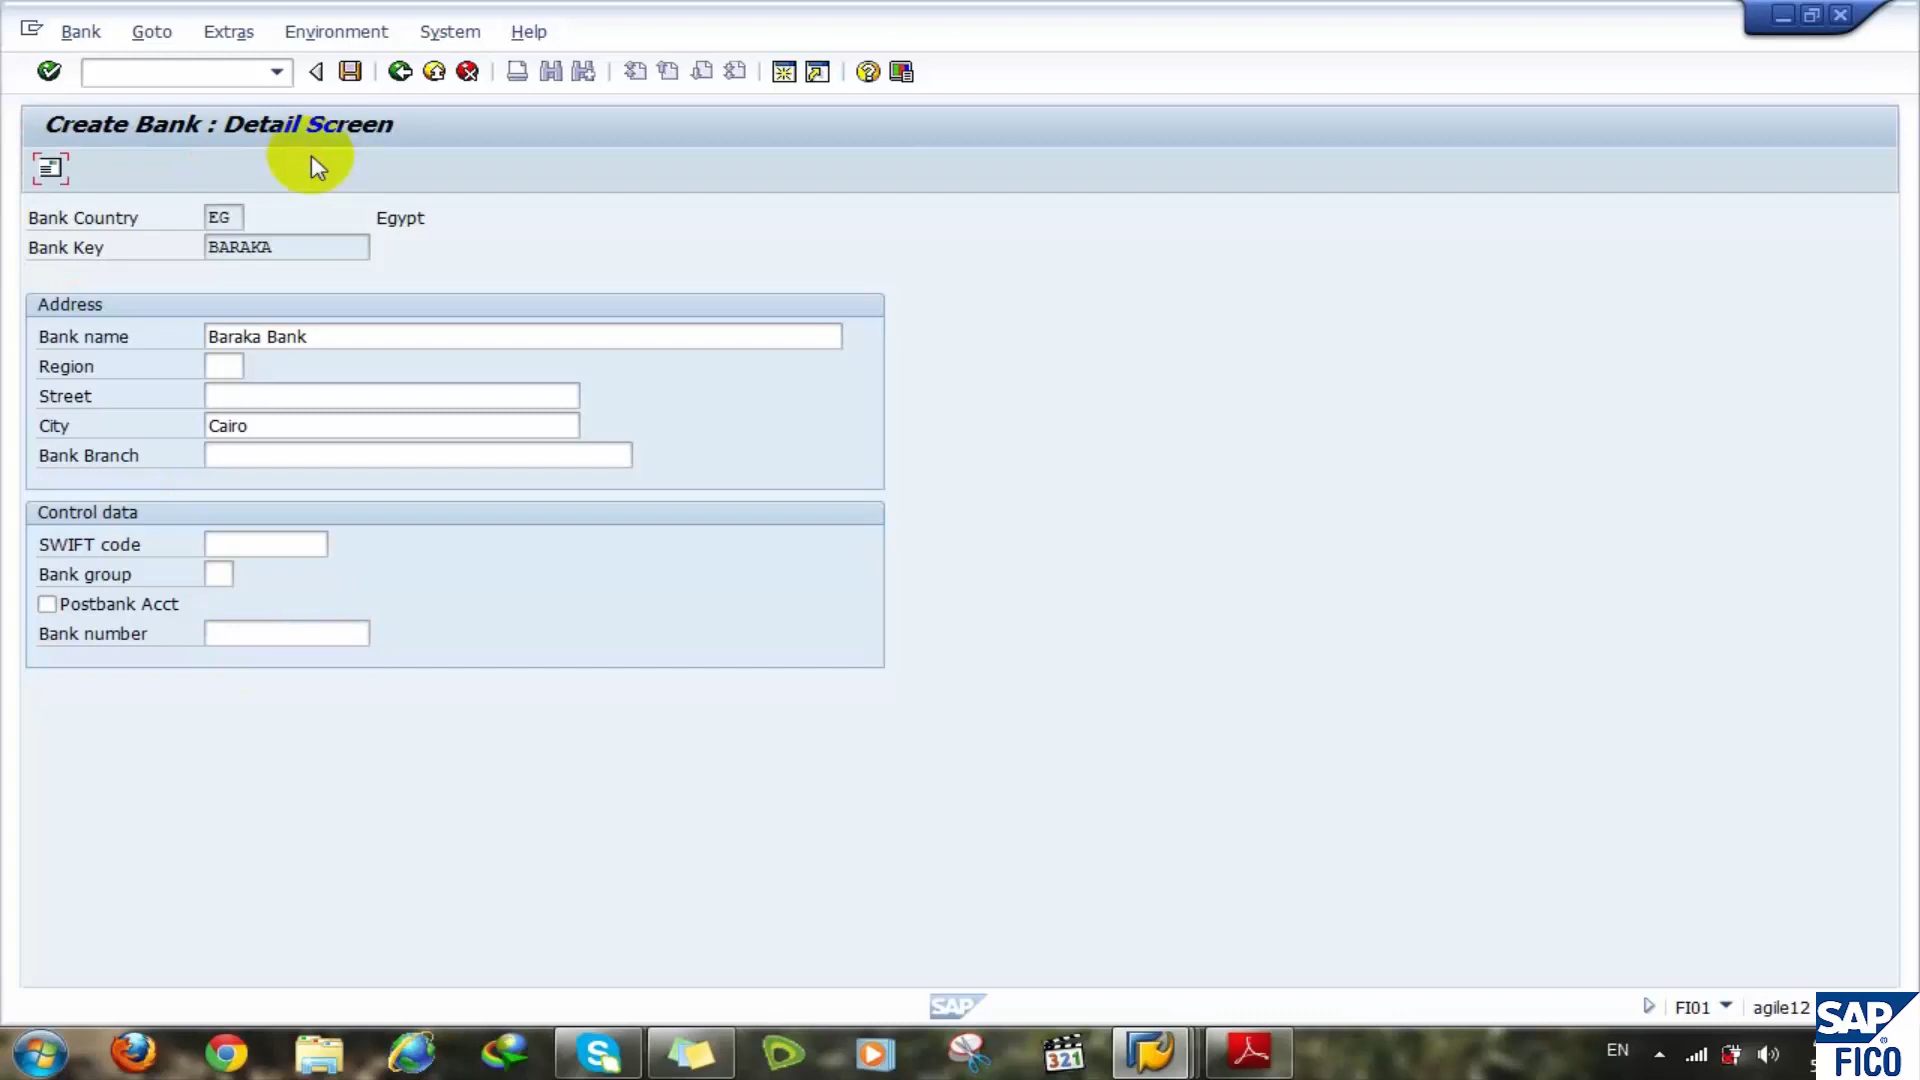 Bank Goto Extras Environment System Help
Create Bank : Detail Screen
Bank Country EG Egypt
Bank Key BARAKA
Address
Bank name Baraka Bank
Region
Street
City Cairo
Bank Branch
Control data
SWIFT code
Bank group
Postbank Acct
Bank number
SAP
FI01 agile12
SAP
FICO
321
EN